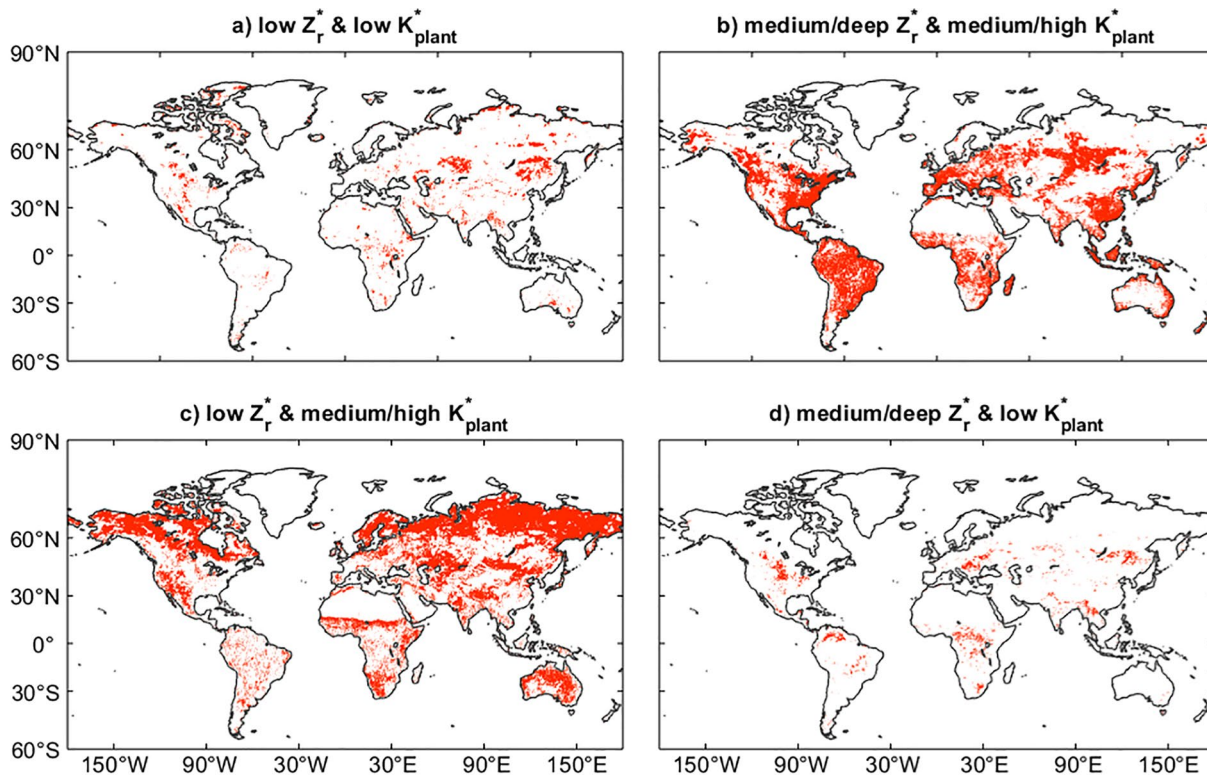 a) low Z*r & low K*plant
b) medium/deep Z*r & medium/high K*plant
90°N
60°N
30°N
0°
30°S
60°S
c) low Z*r & medium/high K*plant
d) medium/deep Z*r & low K*plant
90°N
60°N
30°N
0°
30°S
60°S
150°W 90°W 30°W 30°E 90°E 150°E
150°W 90°W 30°W 30°E 90°E 150°E